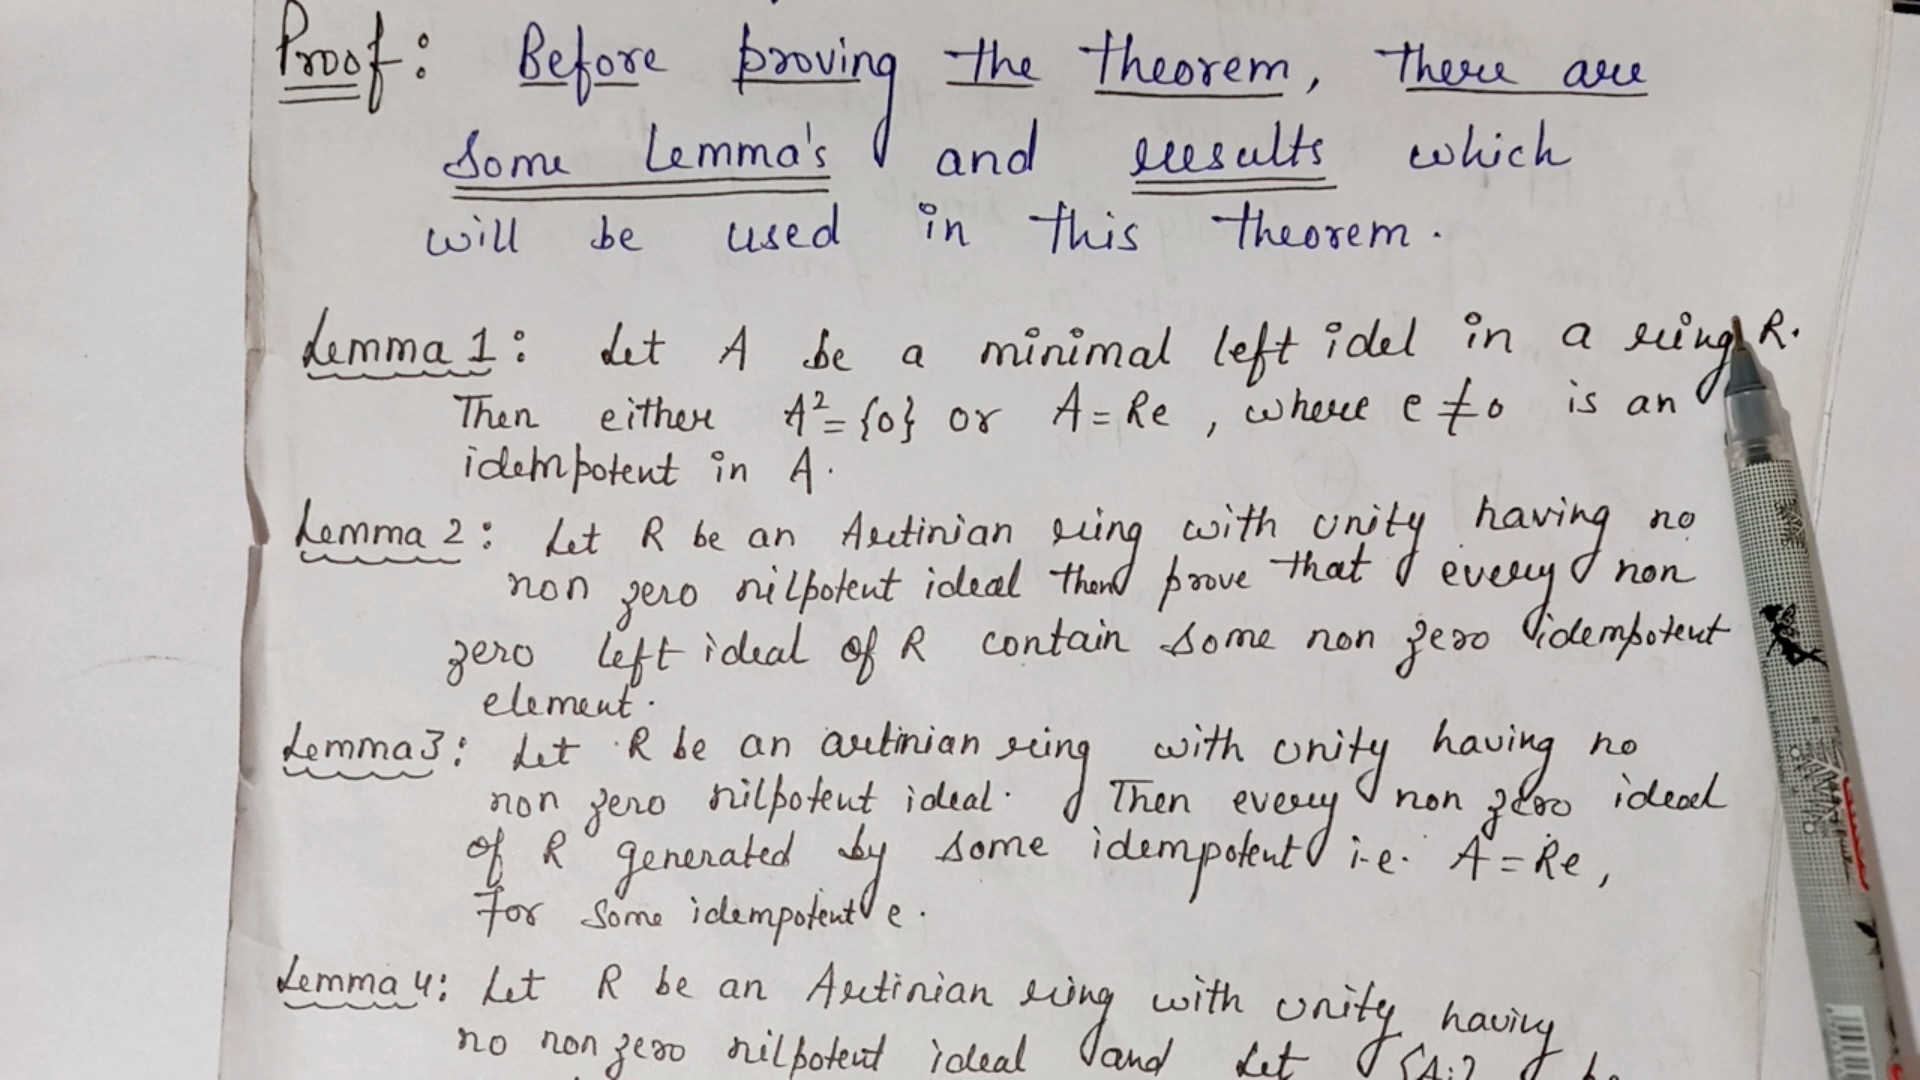 Proof: Before proving the theorem, there are
Some Lemma's and results which
will be used in this theorem.
Lemma 1: Let A be a minimal left idel in a ring R.
Then either A²={0} or A=Re, where e≠0 is an
idempotent in A.
Lemma 2: Let R be an Artinian ring with unity having no
non zero nilpotent ideal then prove that every non
zero left ideal of R contain some non zero idempotent
element.
Lemma 3: Let R be an artinian ring with unity having no
non zero nilpotent ideal. Then every non zero ideal
of R generated by some idempotent i.e. A=Re,
for some idempotent e.
Lemma 4: Let R be an Artinian ring with unity having
no non zero nilpotent ideal and Let